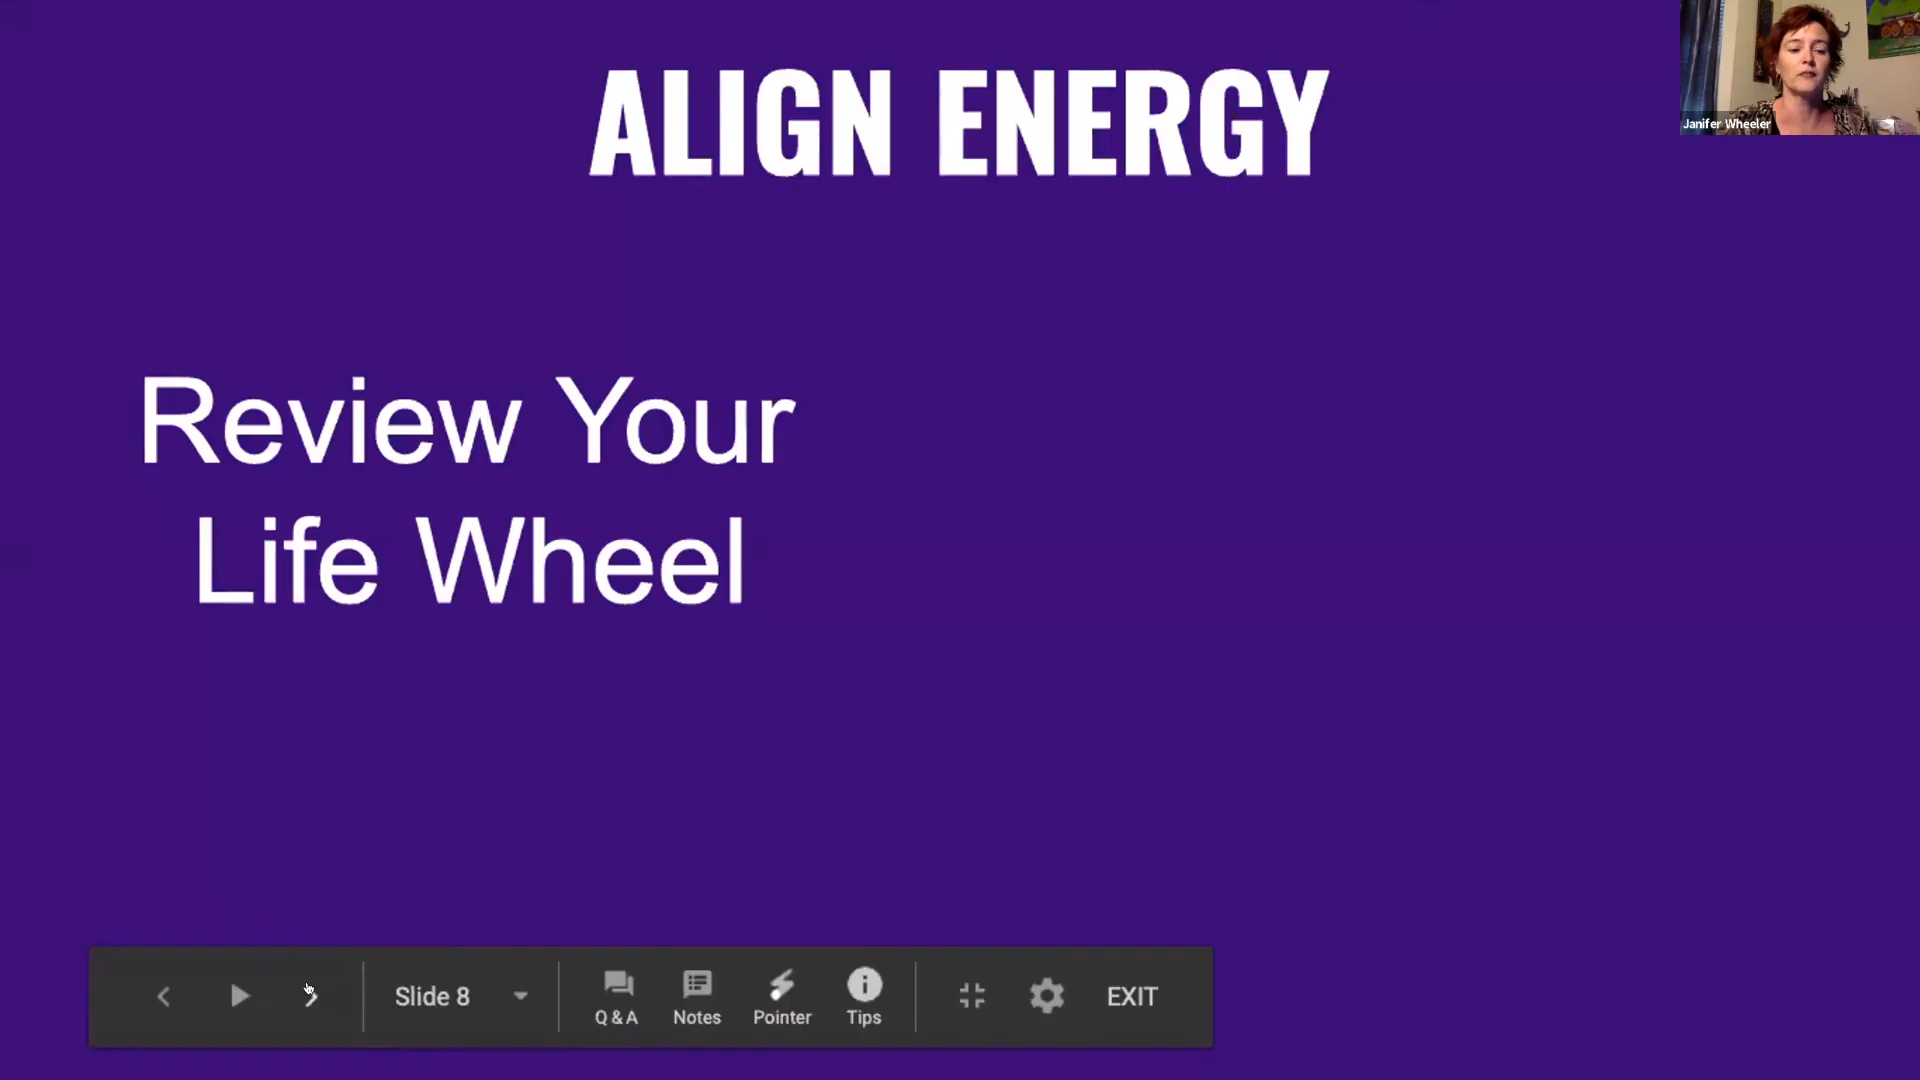 ALIGN ENERGY
Janifer Wheeler
Review Your
Life Wheel
Slide 8
Q & A
Notes
Pointer
Tips
EXIT